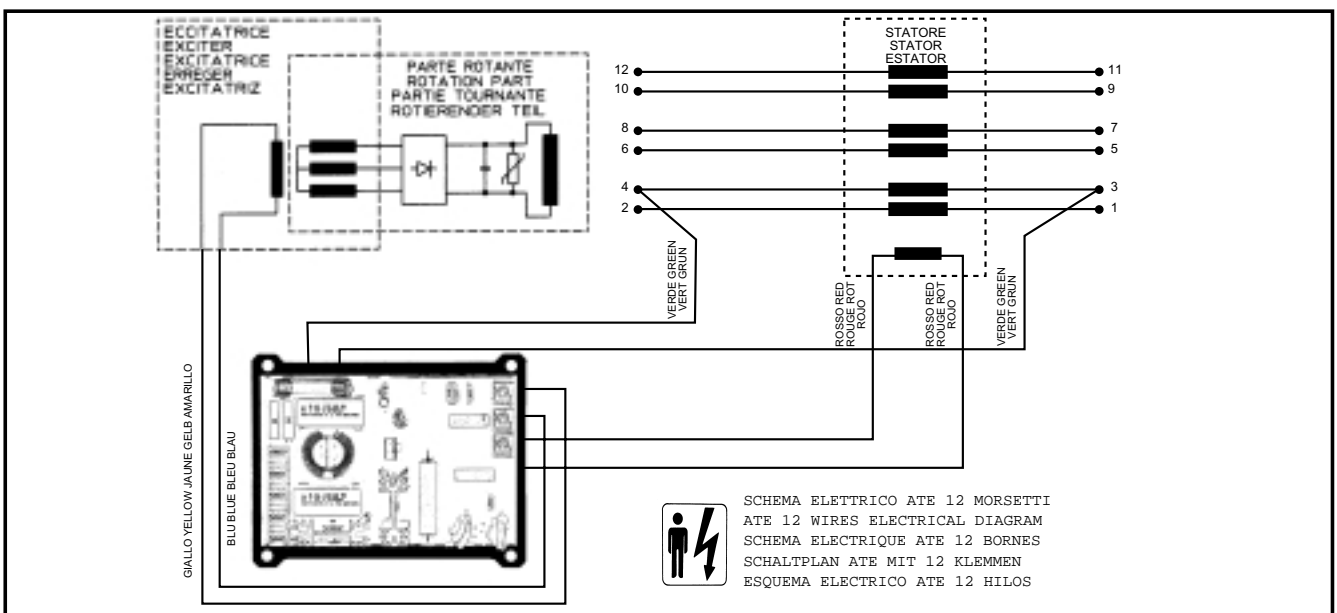 ECCITATRICE
EXCITER
EXCITATRICE
ERREGER
EXCITATRIZ
PARTE ROTANTE
ROTATION PART
PARTIE TOURNANTE
ROTIERENDER TEIL
STATORE
STATOR
ESTATOR
12
11
10
9
8
7
6
5
4
3
2
1
VERDE GREEN
VERT GRUN
ROSSO RED
ROUGE ROT
ROJO
ROSSO RED
ROUGE ROT
ROJO
VERDE GREEN
VERT GRUN
GIALLO YELLOW JAUNE GELB AMARILLO
BLU BLUE BLEU BLAU
SCHEMA ELETTRICO ATE 12 MORSETTI
ATE 12 WIRES ELECTRICAL DIAGRAM
SCHEMA ELECTRIQUE ATE 12 BORNES
SCHALTPLAN ATE MIT 12 KLEMMEN
ESQUEMA ELECTRICO ATE 12 HILOS